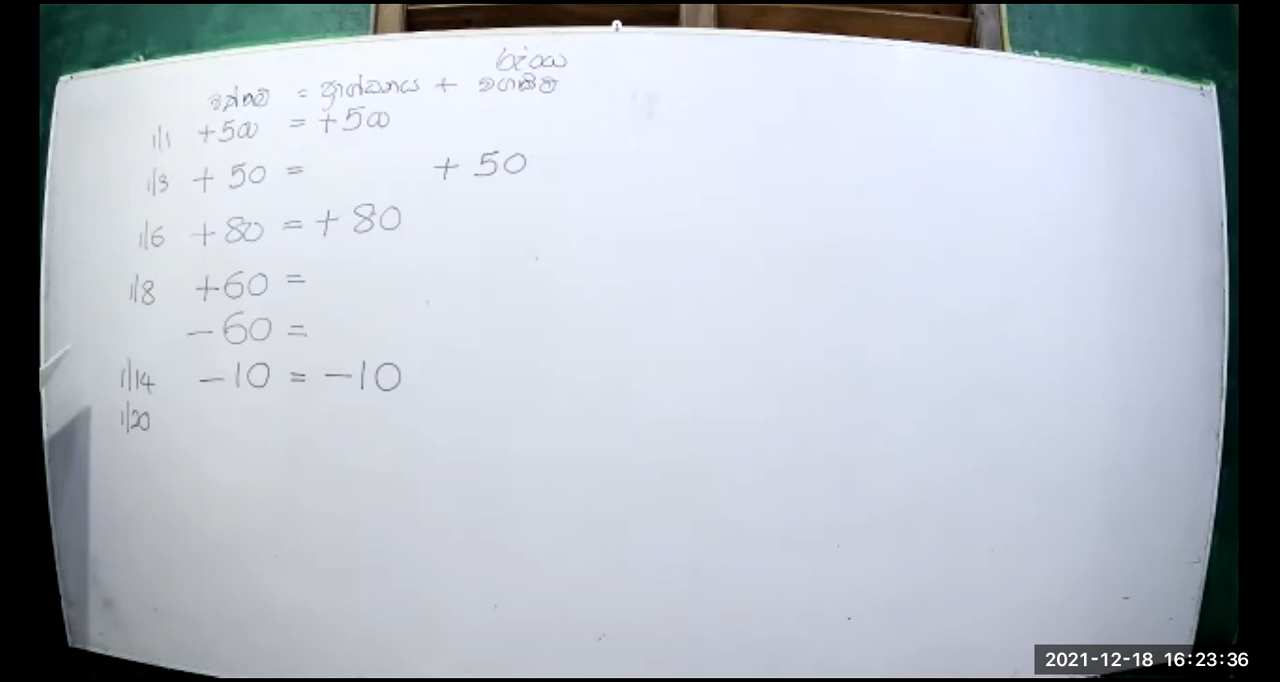 බැංකු
වත්කම් = ප්‍රාග්ධනය + වගකීම්
1/1 +500 = +500
1/3 +50 = +50
1/6 +80 = +80
1/8 +60 =
-60 =
1/14 -10 = -10
1/20
2021-12-18 16:23:36